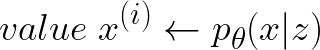 value x^{(i)} ← p_θ(x|z)